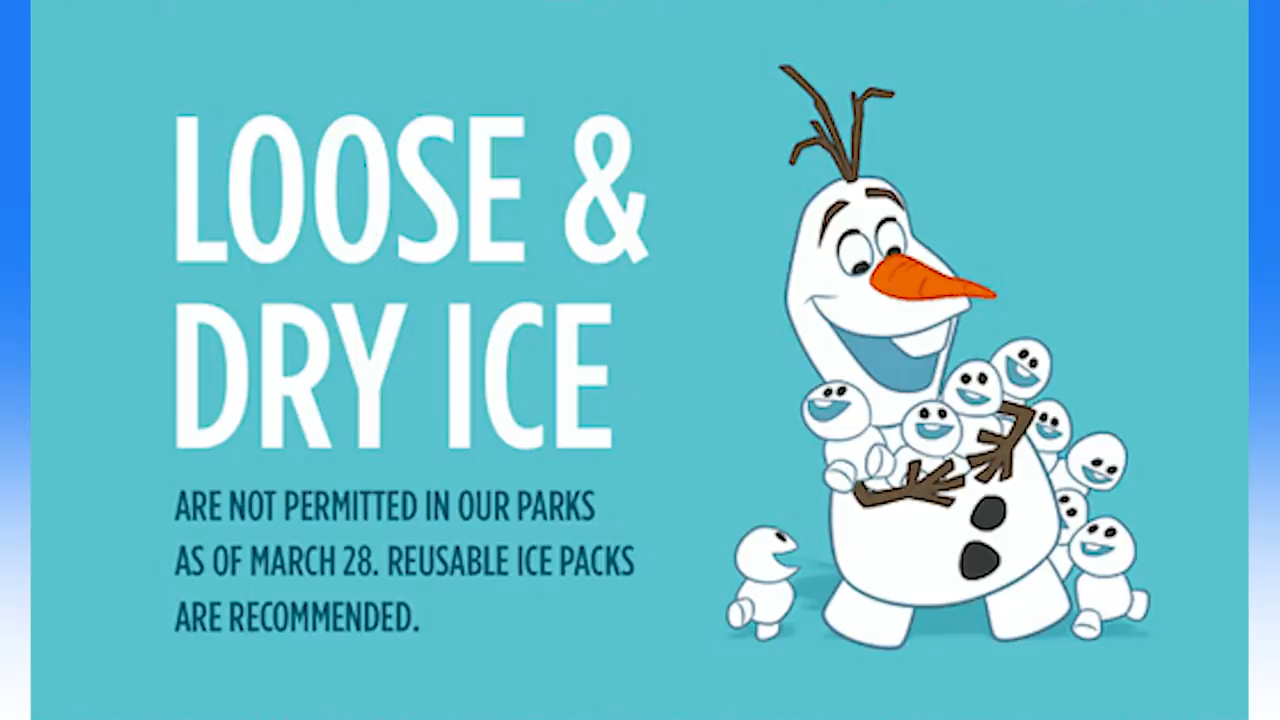 LOOSE &
DRY ICE
ARE NOT PERMITTED IN OUR PARKS
AS OF MARCH 28. REUSABLE ICE PACKS
ARE RECOMMENDED.